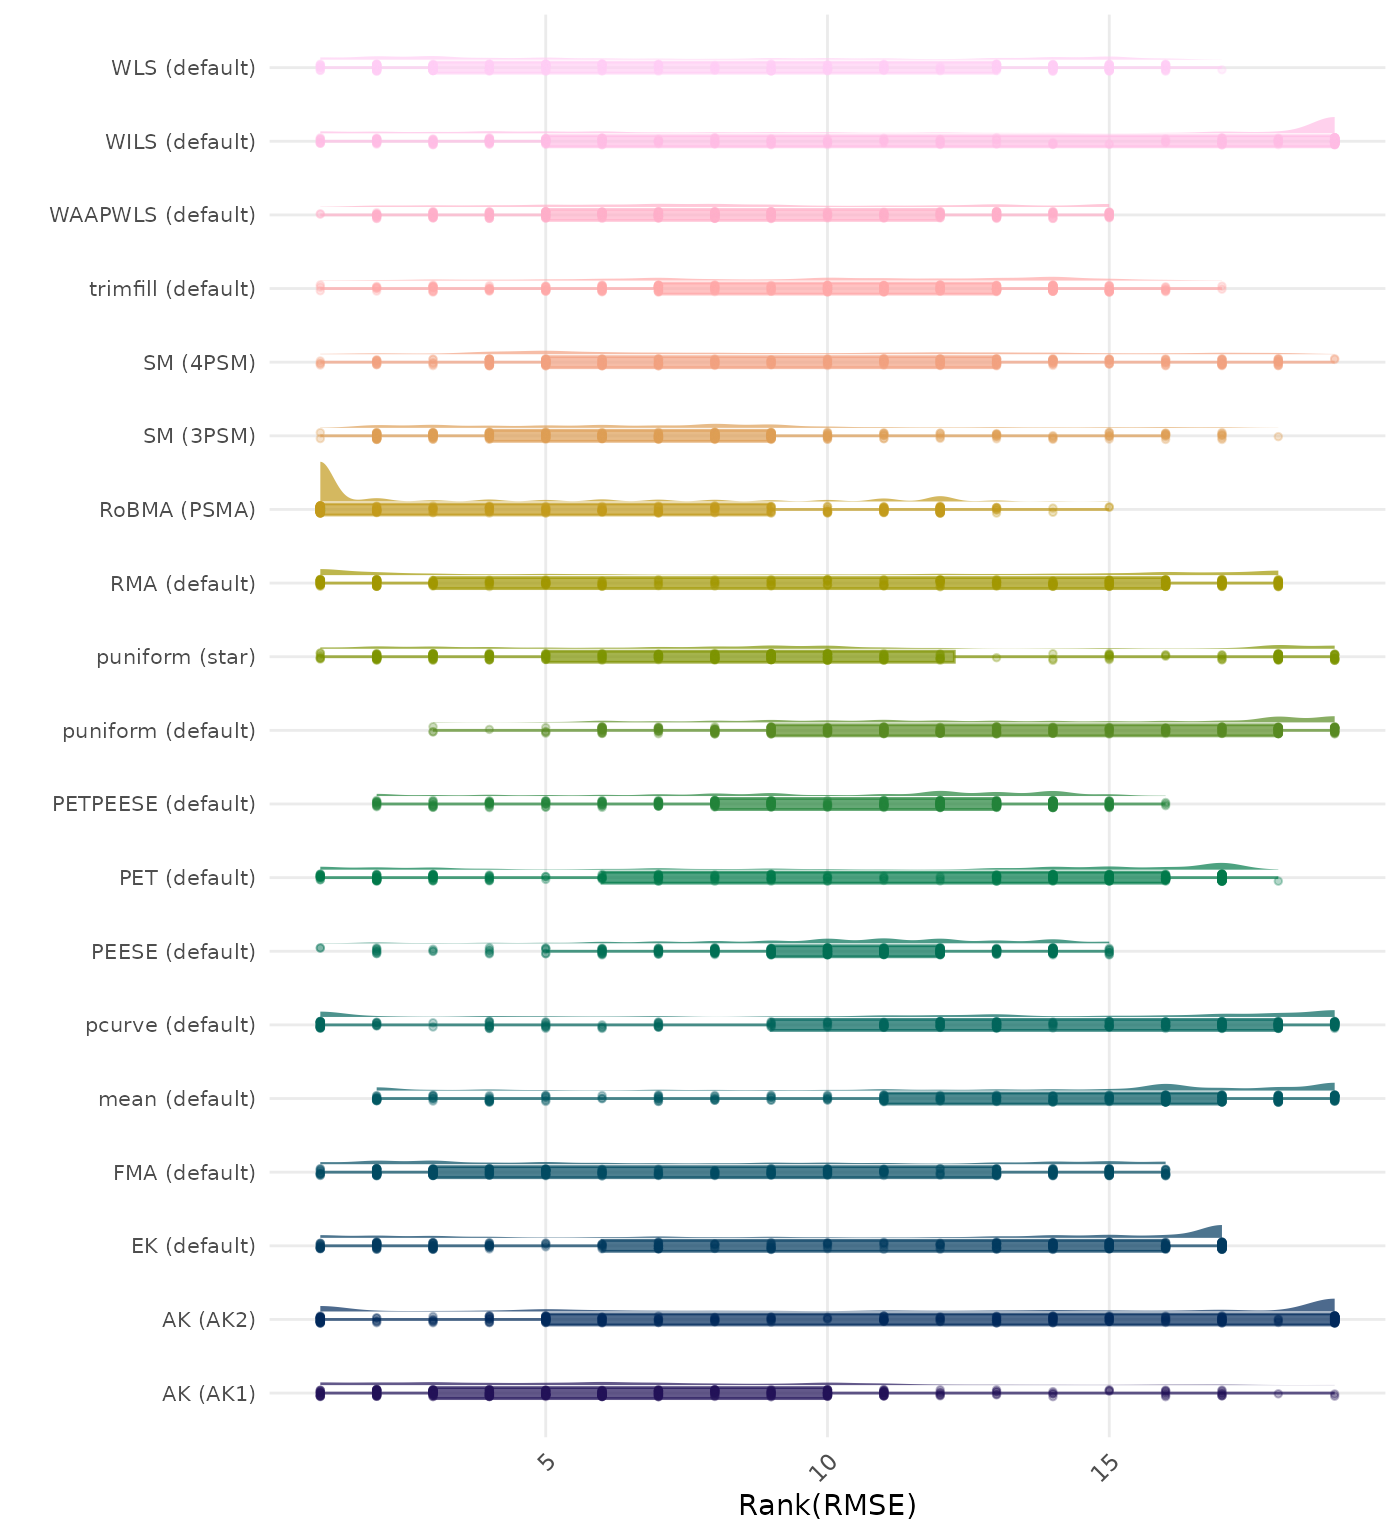 WLS (default)
WILS (default)
WAAPWLS (default)
trimfill (default)
SM (4PSM)
SM (3PSM)
RoBMA (PSMA)
RMA (default)
puniform (star)
puniform (default)
PETPEESE (default)
PET (default)
PEESE (default)
pcurve (default)
mean (default)
FMA (default)
EK (default)
AK (AK2)
AK (AK1)
5
10
15
Rank(RMSE)